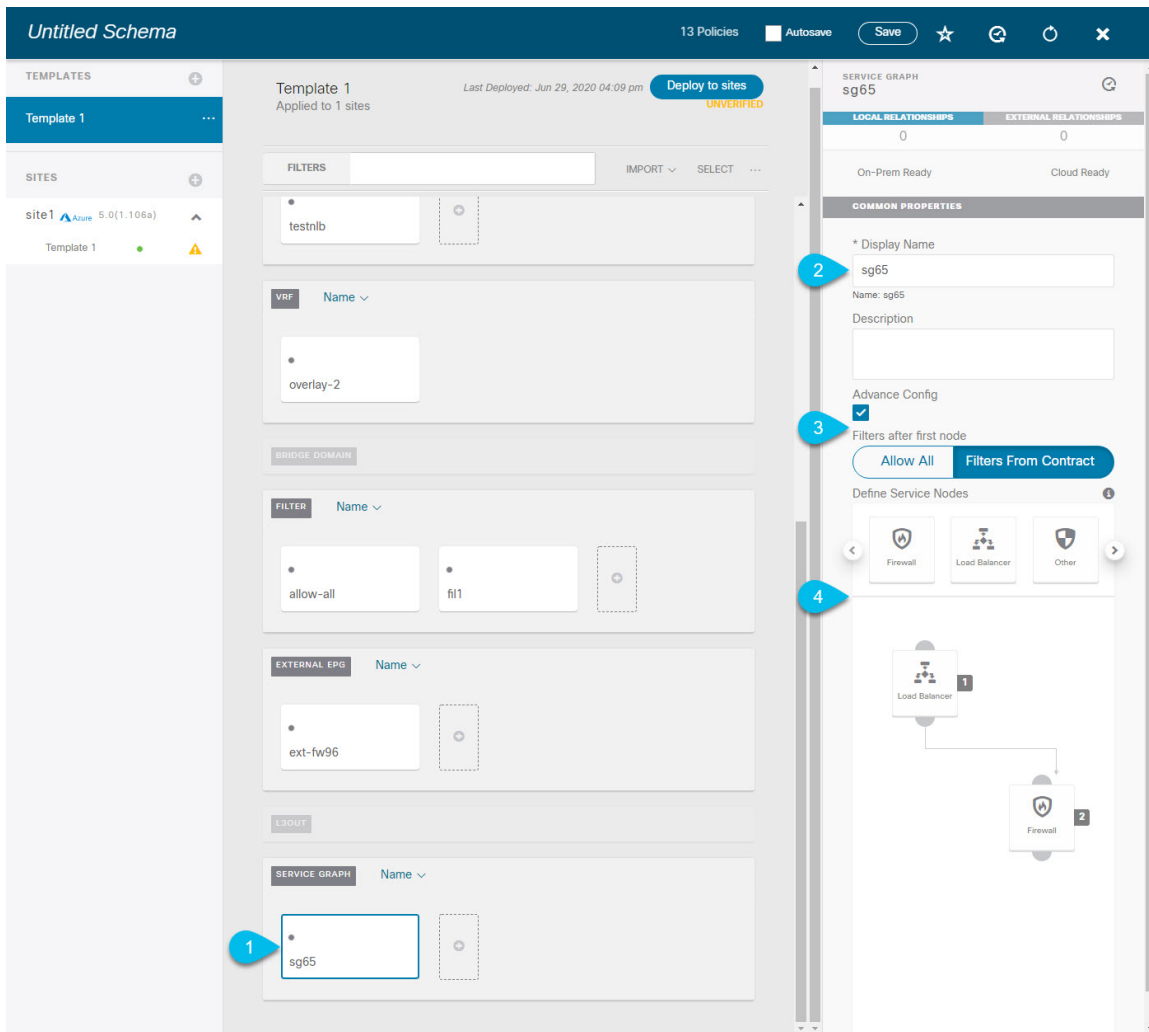 Untitled Schema
13 Policies
Autosave
Save
TEMPLATES
Template 1
...
SITES
site1 Azure 5.0(1.106a)
Template 1
Template 1
Applied to 1 sites
Last Deployed: Jun 29, 2020 04:09 pm
Deploy to sites
UNVERIFIED
FILTERS
IMPORT
SELECT
...
testnlb
VRF
Name
overlay-2
BRIDGE DOMAIN
FILTER
Name
allow-all
fil1
EXTERNAL EPG
Name
ext-fw96
L3OUT
SERVICE GRAPH
Name
1
sg65
SERVICE GRAPH
sg65
LOCAL RELATIONSHIPS
EXTERNAL RELATIONSHIPS
0
0
On-Prem Ready
Cloud Ready
COMMON PROPERTIES
* Display Name
2
sg65
Name: sg65
Description
Advance Config
3
Filters after first node
Allow All
Filters From Contract
Define Service Nodes
Firewall
Load Balancer
Other
4
Load Balancer
1
Firewall
2